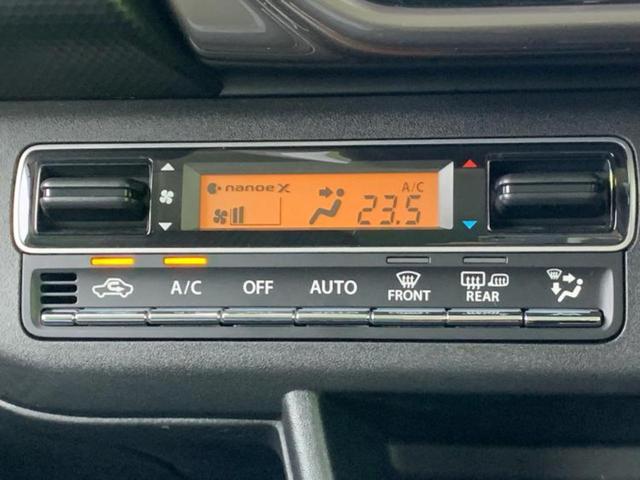 nanoe X
A/C
23.5
A/C OFF AUTO FRONT REAR